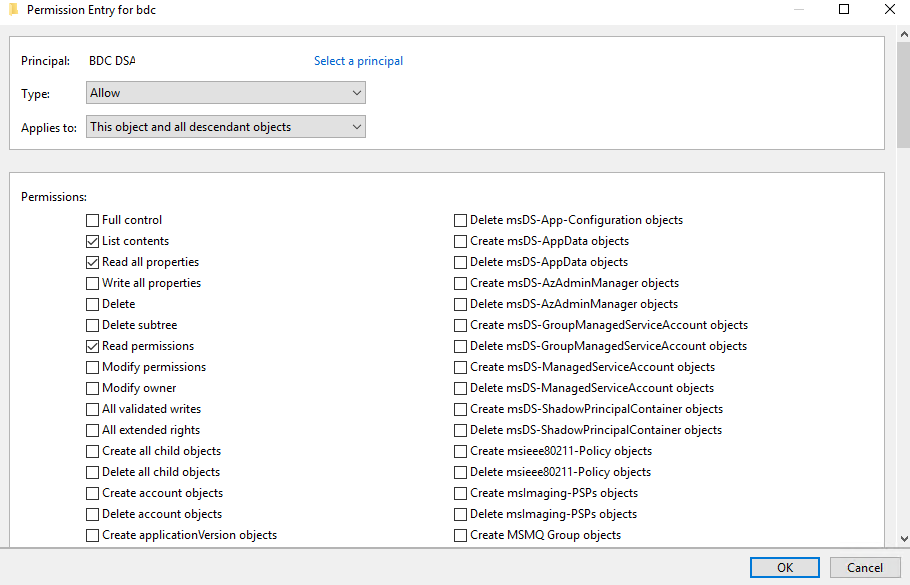 Permission Entry for bdc
Principal: BDC DSA Select a principal
Type: Allow
Applies to: This object and all descendant objects
Permissions:
Full control
List contents
Read all properties
Write all properties
Delete
Delete subtree
Read permissions
Modify permissions
Modify owner
All validated writes
All extended rights
Create all child objects
Delete all child objects
Create account objects
Delete account objects
Create applicationVersion objects
Delete msDS-App-Configuration objects
Create msDS-AppData objects
Delete msDS-AppData objects
Create msDS-AzAdminManager objects
Delete msDS-AzAdminManager objects
Create msDS-GroupManagedServiceAccount objects
Delete msDS-GroupManagedServiceAccount objects
Create msDS-ManagedServiceAccount objects
Delete msDS-ManagedServiceAccount objects
Create msDS-ShadowPrincipalContainer objects
Delete msDS-ShadowPrincipalContainer objects
Create msieee80211-Policy objects
Delete msieee80211-Policy objects
Create msImaging-PSPs objects
Delete msImaging-PSPs objects
Create MSMQ Group objects
OK Cancel